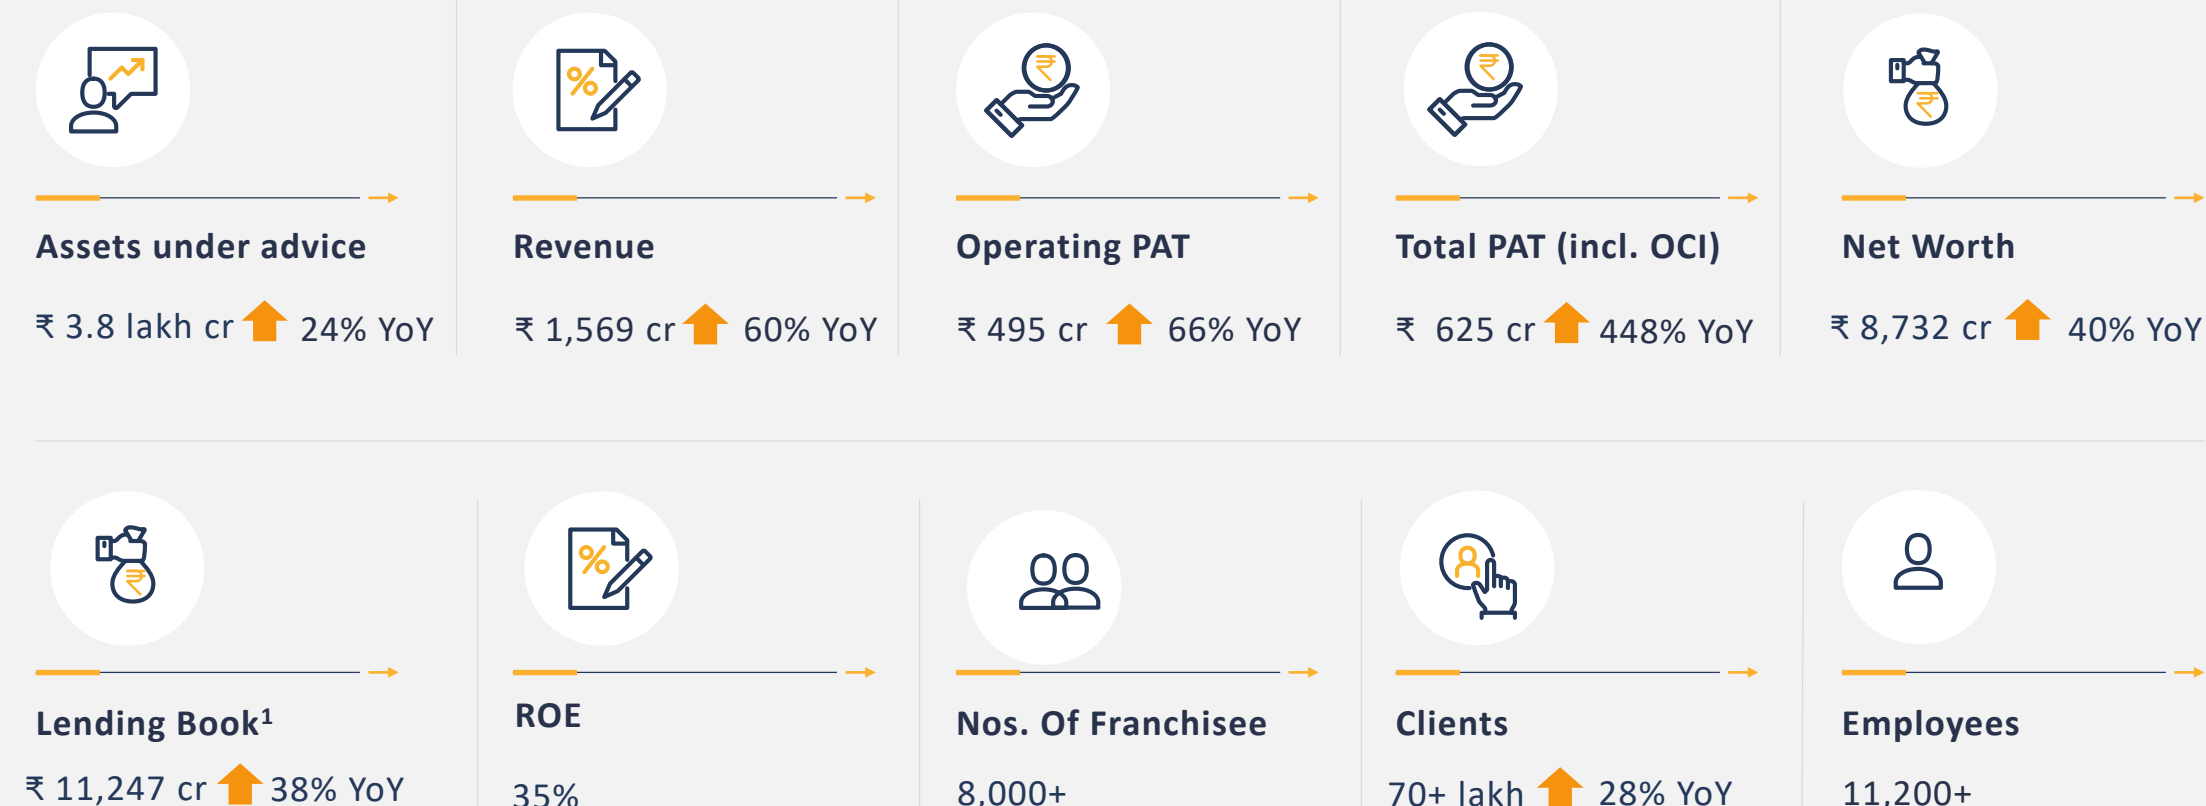 Assets under advice
₹ 3.8 lakh cr 24% YoY
Revenue
₹ 1,569 cr 60% YoY
Operating PAT
₹ 495 cr 66% YoY
Total PAT (incl. OCI)
₹ 625 cr 448% YoY
Net Worth
₹ 8,732 cr 40% YoY
Lending Book¹
₹ 11,247 cr 38% YoY
ROE
35%
Nos. Of Franchisee
8,000+
Clients
70+ lakh 28% YoY
Employees
11,200+